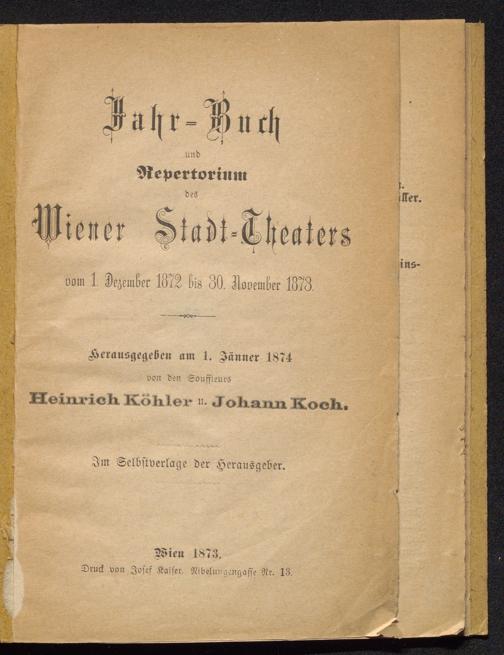 Jahr-Buch
und
Repertorium
des
Wiener Stadt-Theaters
vom 1. Dezember 1872 bis 30. November 1873.
Herausgegeben am 1. Jänner 1874
von den Souffleurs
Heinrich Köhler u. Johann Koch.
Im Selbstverlage der Herausgeber.
Wien 1873.
Druck von Josef Kaiser. Nibelungengasse Nr. 13.
ins-